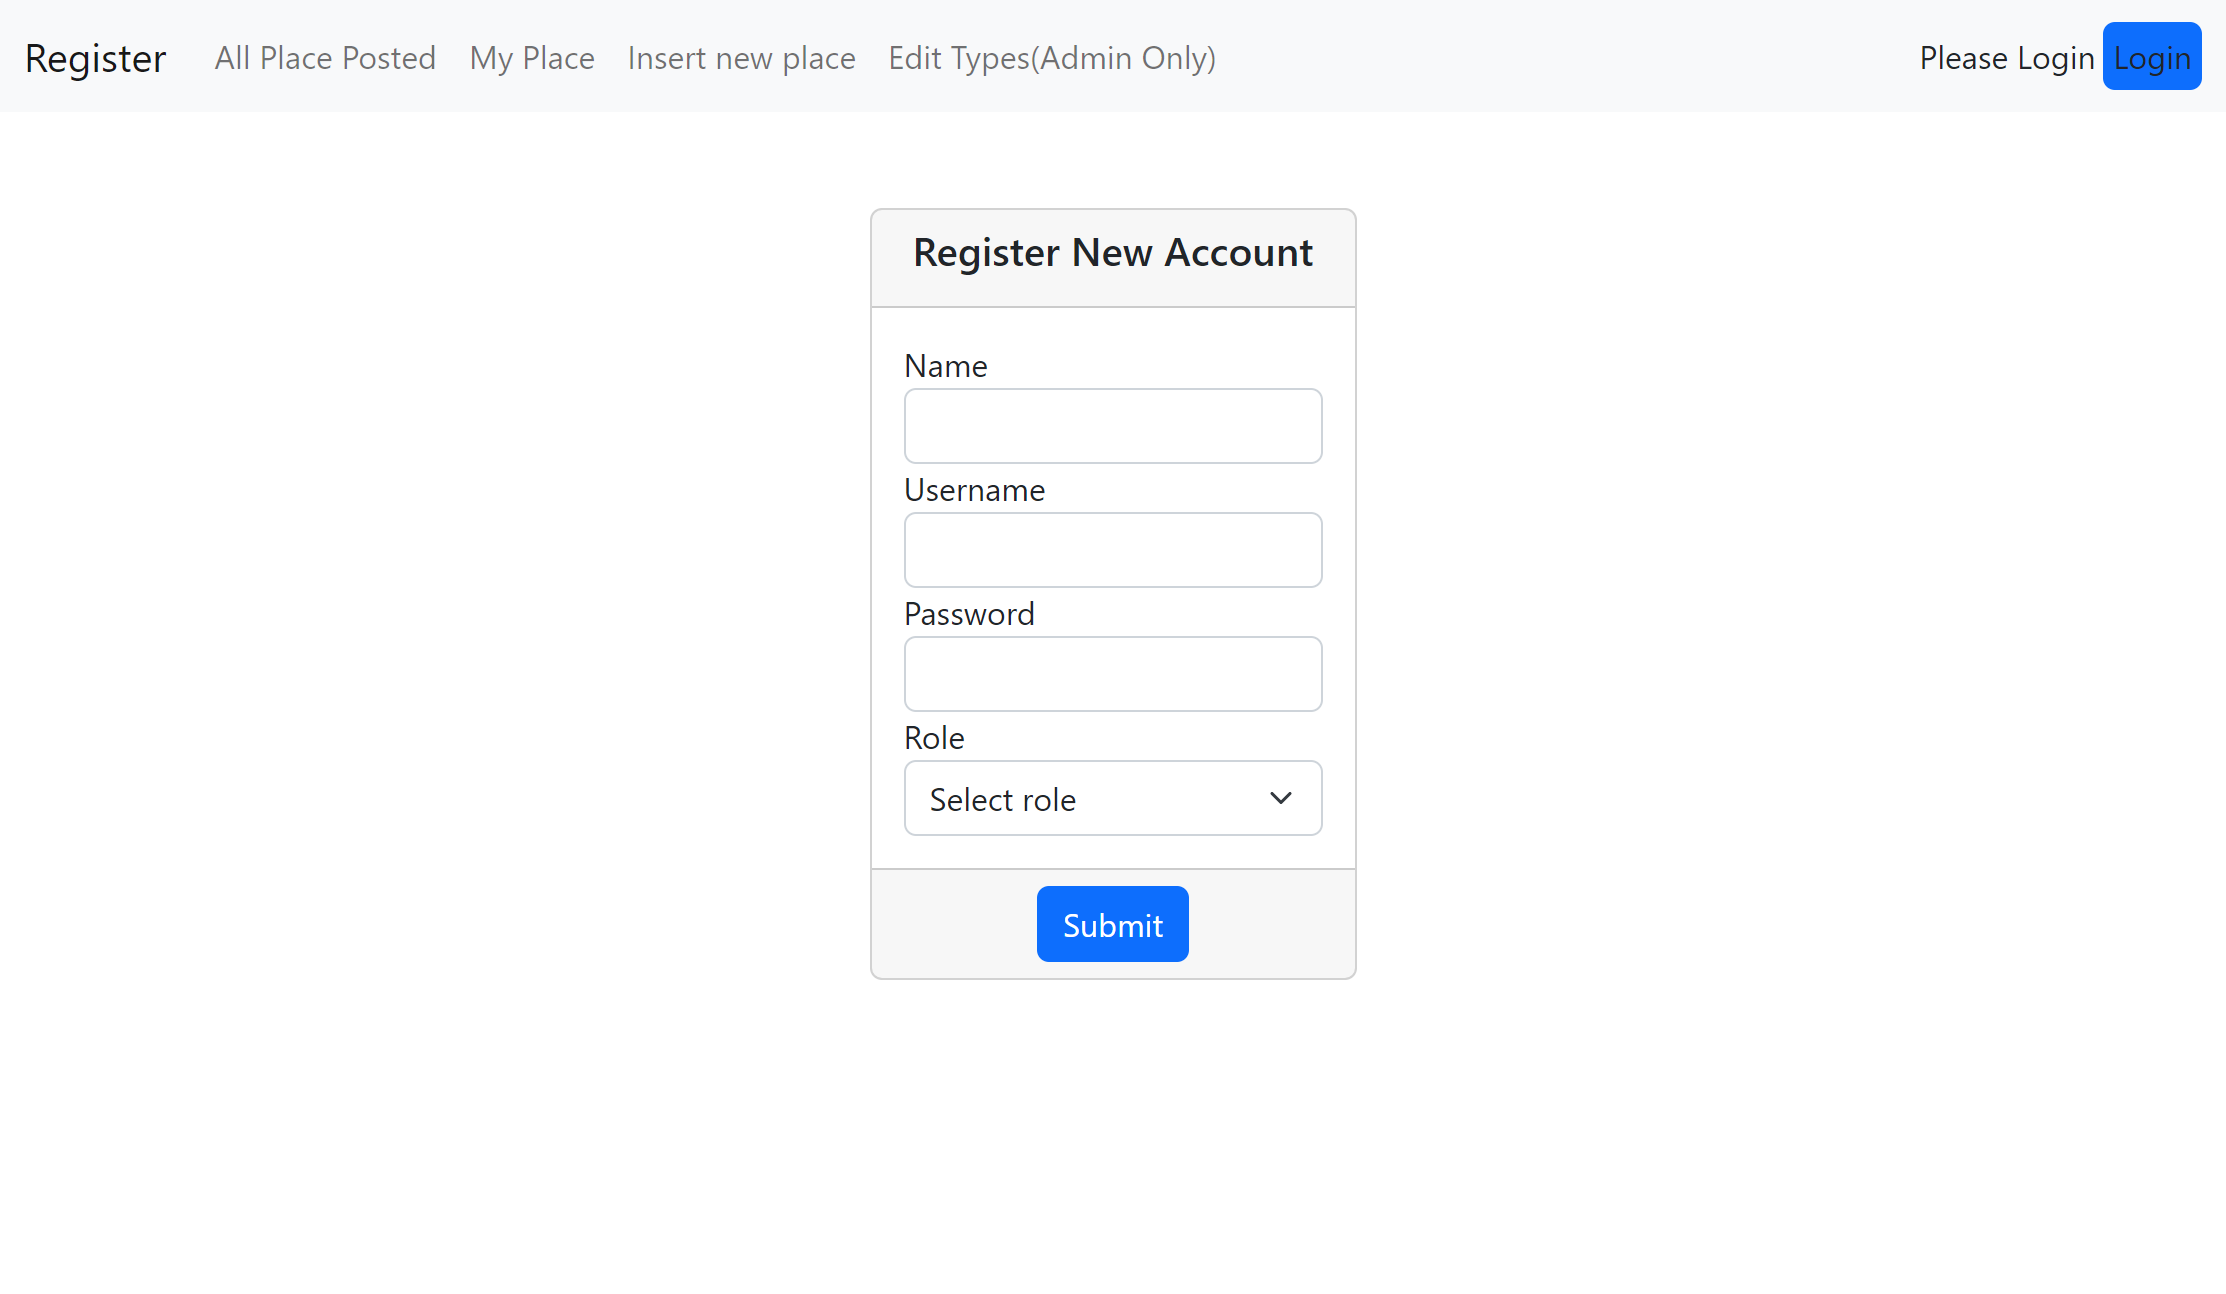 Register All Place Posted My Place Insert new place Edit Types(Admin Only) Please Login Login
Register New Account
Name
Username
Password
Role
Select role
Submit